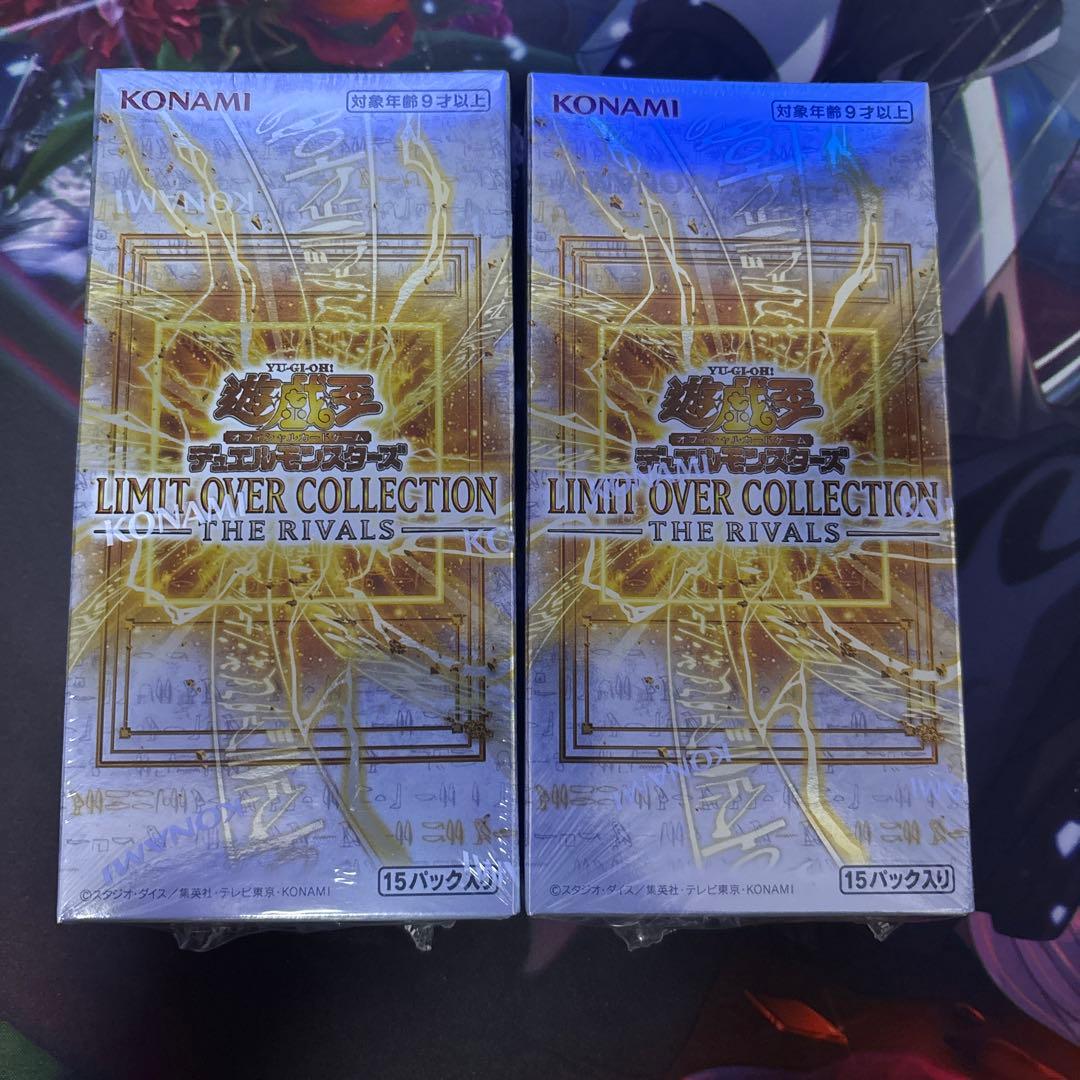 KONAMI
対象年齢9才以上
KONAMI
KONAMI
YU-GI-OH!
遊戯王
オフィシャルカードゲーム
デュエルモンスターズ
LIMIT OVER COLLECTION
KONAMI
THE RIVALS
KONAMI
15パック入り
©スタジオ・ダイス/集英社・テレビ東京・KONAMI
KONAMI
対象年齢9才以上
YU-GI-OH!
遊戯王
オフィシャルカードゲーム
デュエルモンスターズ
KONAMI
LIMIT OVER COLLECTION
THE RIVALS
KONAMI
15パック入り
©スタジオ・ダイス/集英社・テレビ東京・KONAMI